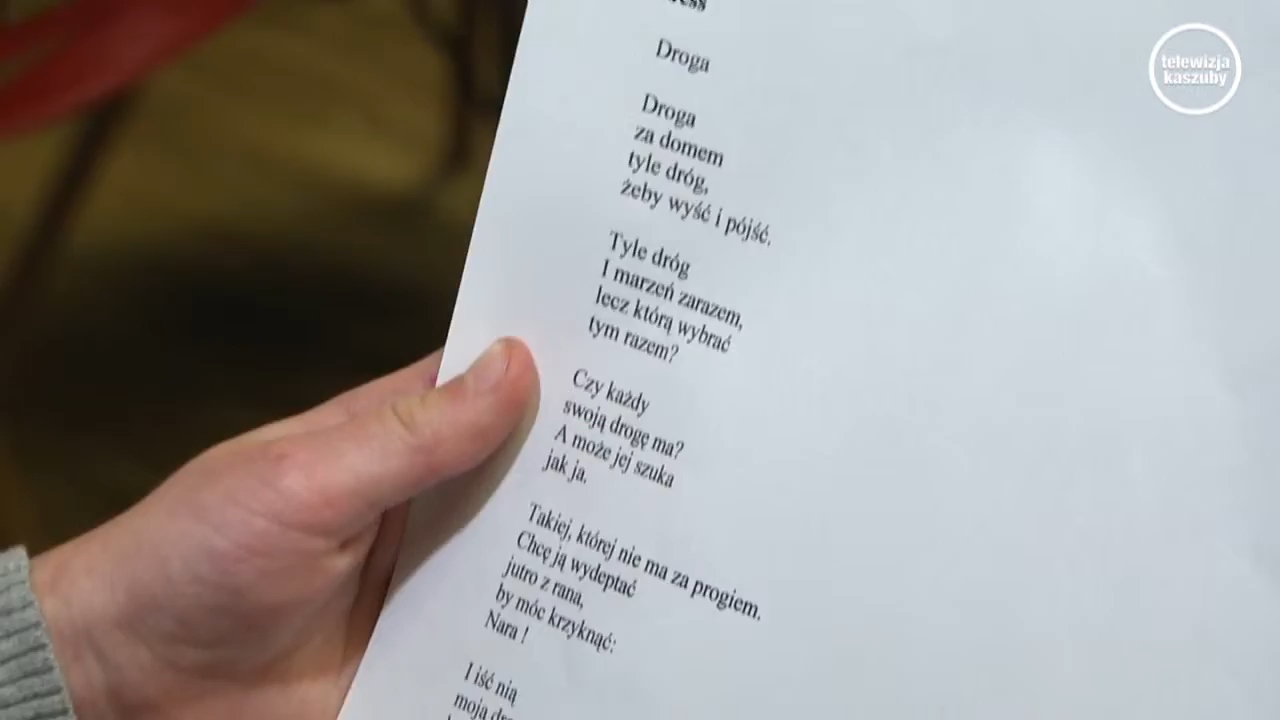 Droga
Droga
za domem
tyle dróg,
żeby wyść i pójść.
Tyle dróg
I marzeń zarazem,
lecz którą wybrać
tym razem?
Czy każdy
swoją drogę ma?
A może jej szuka
jak ja.
Takiej, której nie ma za progiem.
Chcę ją wydeptać
jutro z rana,
by móc krzyknąć:
Nara !
I iść nią
moją
telewizja
kaszuby